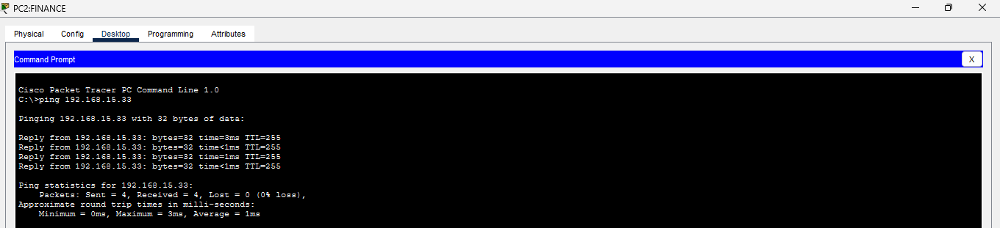 PC2:FINANCE
Physical Config Desktop Programming Attributes
Command Prompt
X
Cisco Packet Tracer PC Command Line 1.0
C:\>ping 192.168.15.33
Pinging 192.168.15.33 with 32 bytes of data:
Reply from 192.168.15.33: bytes=32 time=3ms TTL=255
Reply from 192.168.15.33: bytes=32 time<1ms TTL=255
Reply from 192.168.15.33: bytes=32 time=1ms TTL=255
Reply from 192.168.15.33: bytes=32 time<1ms TTL=255
Ping statistics for 192.168.15.33:
Packets: Sent = 4, Received = 4, Lost = 0 (0% loss),
Approximate round trip times in milli-seconds:
Minimum = 0ms, Maximum = 3ms, Average = 1ms